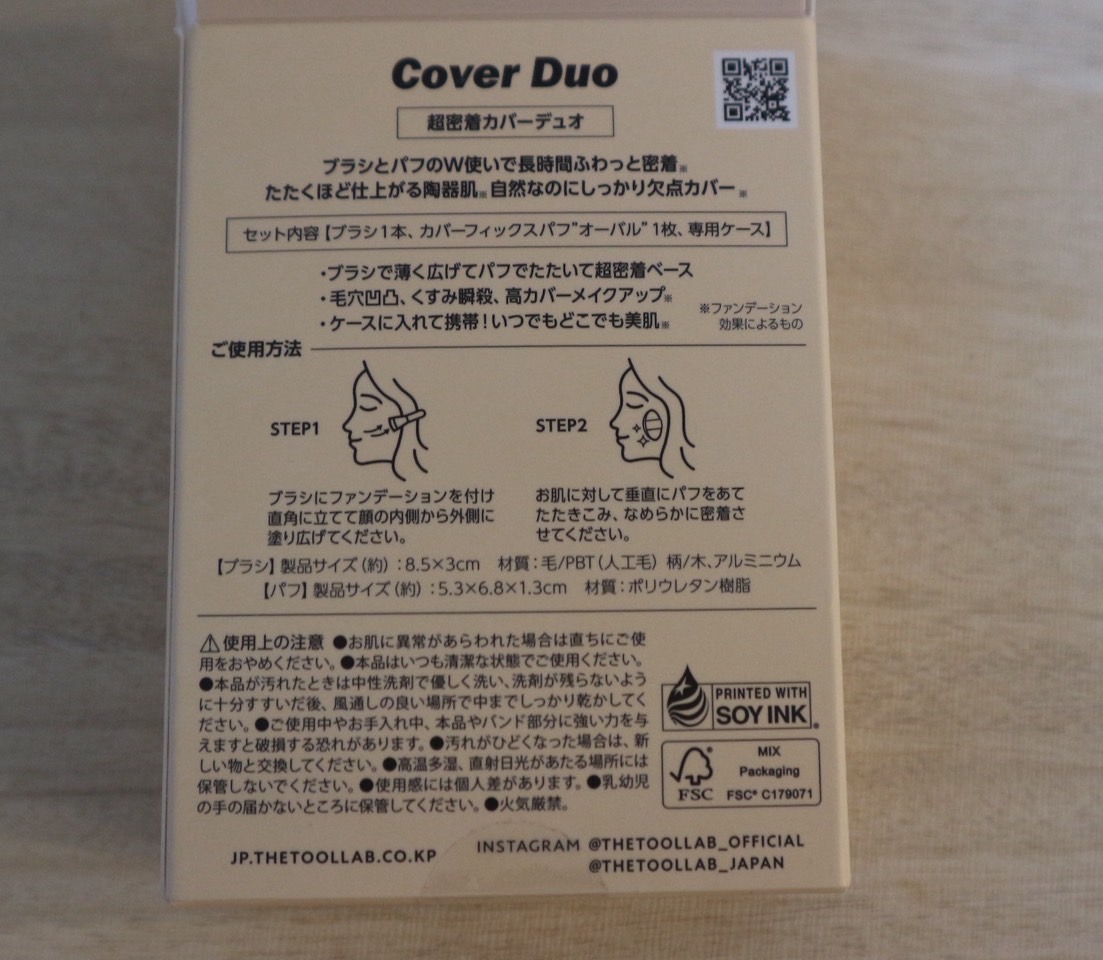 Cover Duo
超密着カバーデュオ
ブラシとパフのW使いで長時間ふわっと密着※
たたくほど仕上がる陶器肌※自然なのにしっかり欠点カバー※
セット内容【ブラシ1本、カバーフィックスパフ"オーバル" 1枚、専用ケース】
・ブラシで薄く広げてパフでたたいて超密着ベース
・毛穴凹凸、くすみ瞬殺、高カバーメイクアップ※
・ケースに入れて携帯！いつでもどこでも美肌※
※ファンデーション
効果によるもの
ご使用方法
STEP1
ブラシにファンデーションを付け
直角に立てて顔の内側から外側に
塗り広げてください。
STEP2
お肌に対して垂直にパフをあて
たたきこみ、なめらかに密着さ
せてください。
【ブラシ】製品サイズ（約）：8.5×3cm 材質：毛/PBT（人工毛） 柄/木、アルミニウム
【パフ】製品サイズ（約）：5.3×6.8×1.3cm 材質：ポリウレタン樹脂
⚠使用上の注意 ●お肌に異常があらわれた場合は直ちにご使
用をおやめください。●本品はいつも清潔な状態でご使用ください。
●本品が汚れたときは中性洗剤で優しく洗い、洗剤が残らないよう
に十分すすいだ後、風通しの良い場所で中までしっかり乾かしてく
ださい。●ご使用中やお手入れ中、本品やバンド部分に強い力を与
えますと破損する恐れがあります。●汚れがひどくなった場合は、新
しい物と交換してください。●高温多湿、直射日光があたる場所には
保管しないでください。●使用感には個人差があります。●乳幼児
の手の届かないところに保管してください。●火気厳禁。
PRINTED WITH
SOY INK®
FSC
MIX
Packaging
FSC® C179071
JP.THETOOLLAB.CO.KP
INSTAGRAM @THETOOLLAB_OFFICIAL
@THETOOLLAB_JAPAN